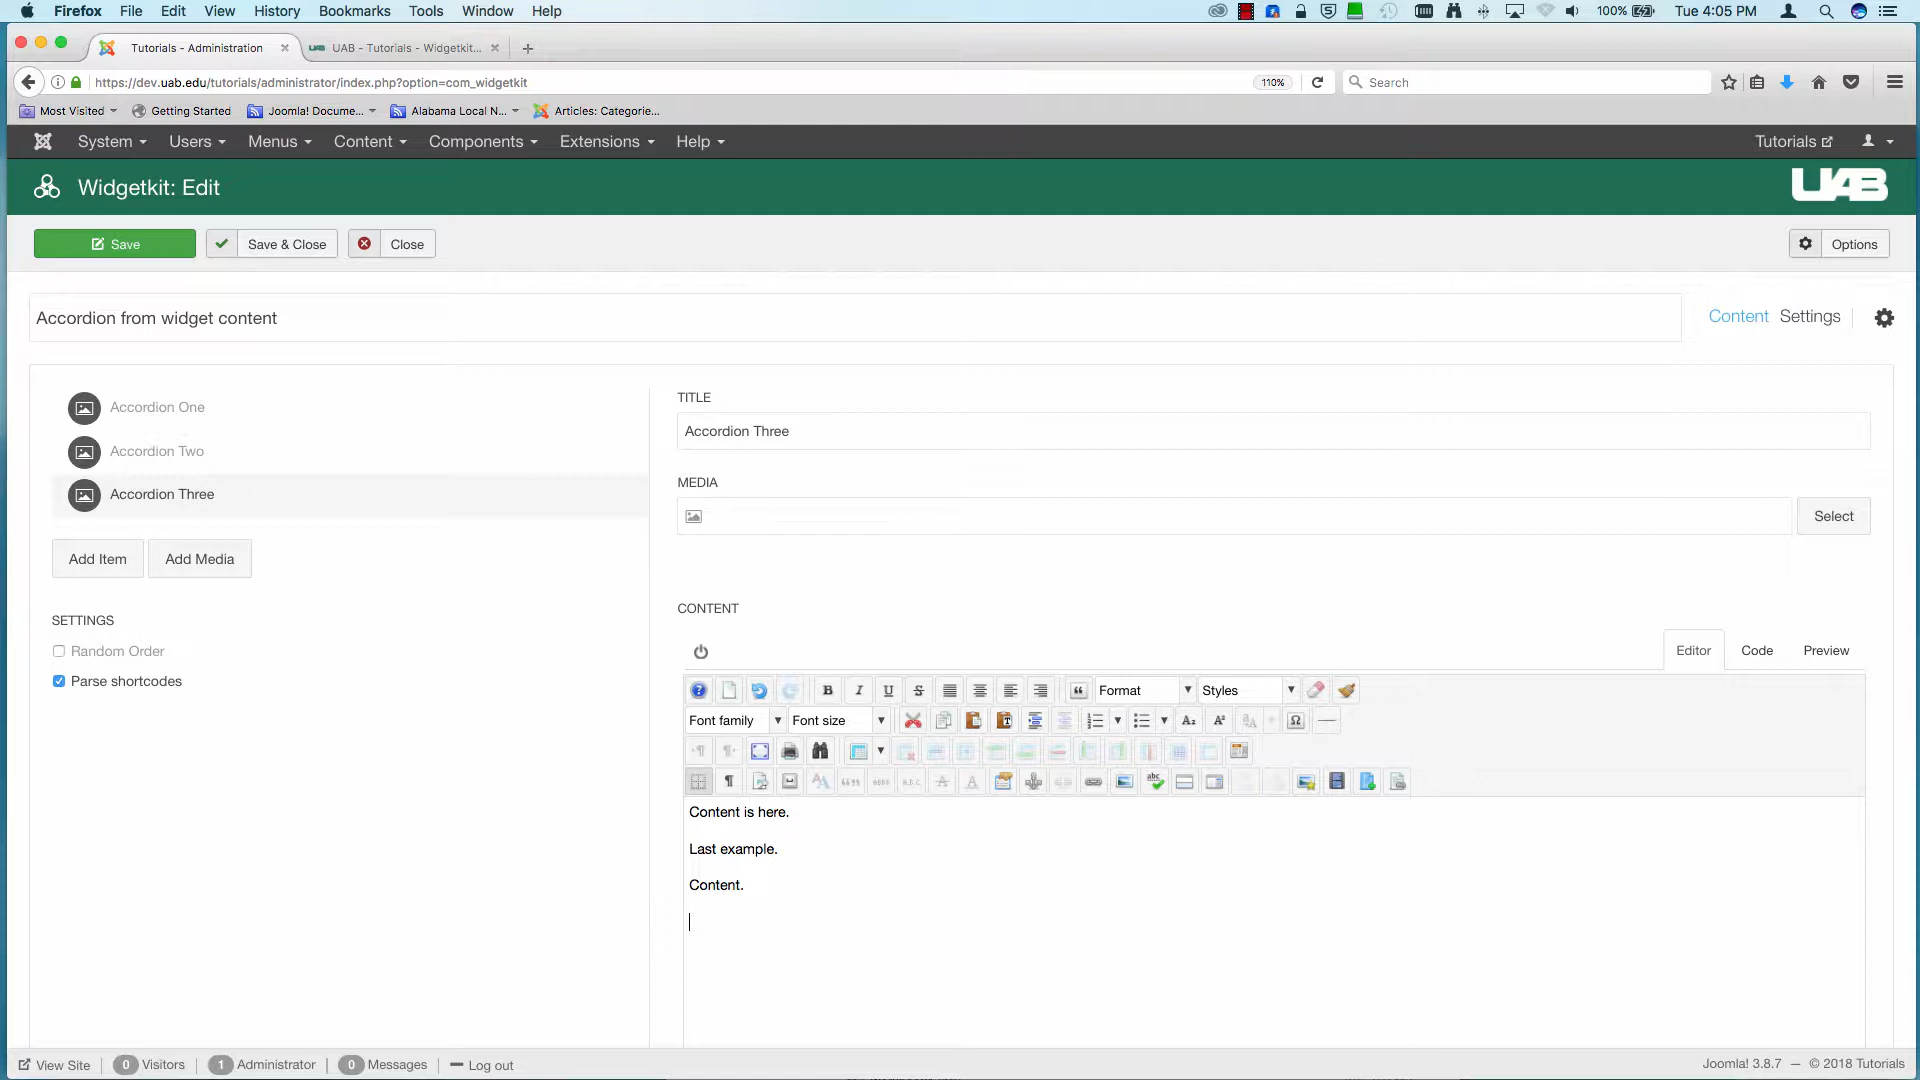 Firefox File Edit View History Bookmarks Tools Window Help 100% Tue 4:05 PM
Tutorials - Administration UAB - Tutorials - Widgetkit...
https://dev.uab.edu/tutorials/administrator/index.php?option=com_widgetkit 110% Search
Most Visited Getting Started Joomla! Docume... Alabama Local N... Articles: Categorie...
System Users Menus Content Components Extensions Help Tutorials
Widgetkit: Edit UAB
Save Save & Close Close Options
Accordion from widget content Content Settings
Accordion One
Accordion Two
Accordion Three
Add Item Add Media
SETTINGS
Random Order
Parse shortcodes
TITLE
Accordion Three
MEDIA
Select
CONTENT
Editor Code Preview
Format Styles
Font family Font size
Content is here.
Last example.
Content.
View Site 0 Visitors 1 Administrator 0 Messages Log out Joomla! 3.8.7 — © 2018 Tutorials